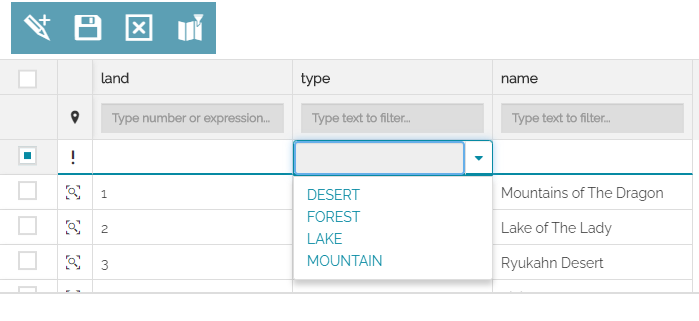 land type name
Type number or expression... Type text to filter... Type text to filter...
!
DESERT
1 Mountains of The Dragon
FOREST
2 Lake of The Lady
LAKE
MOUNTAIN
3 Ryukahn Desert